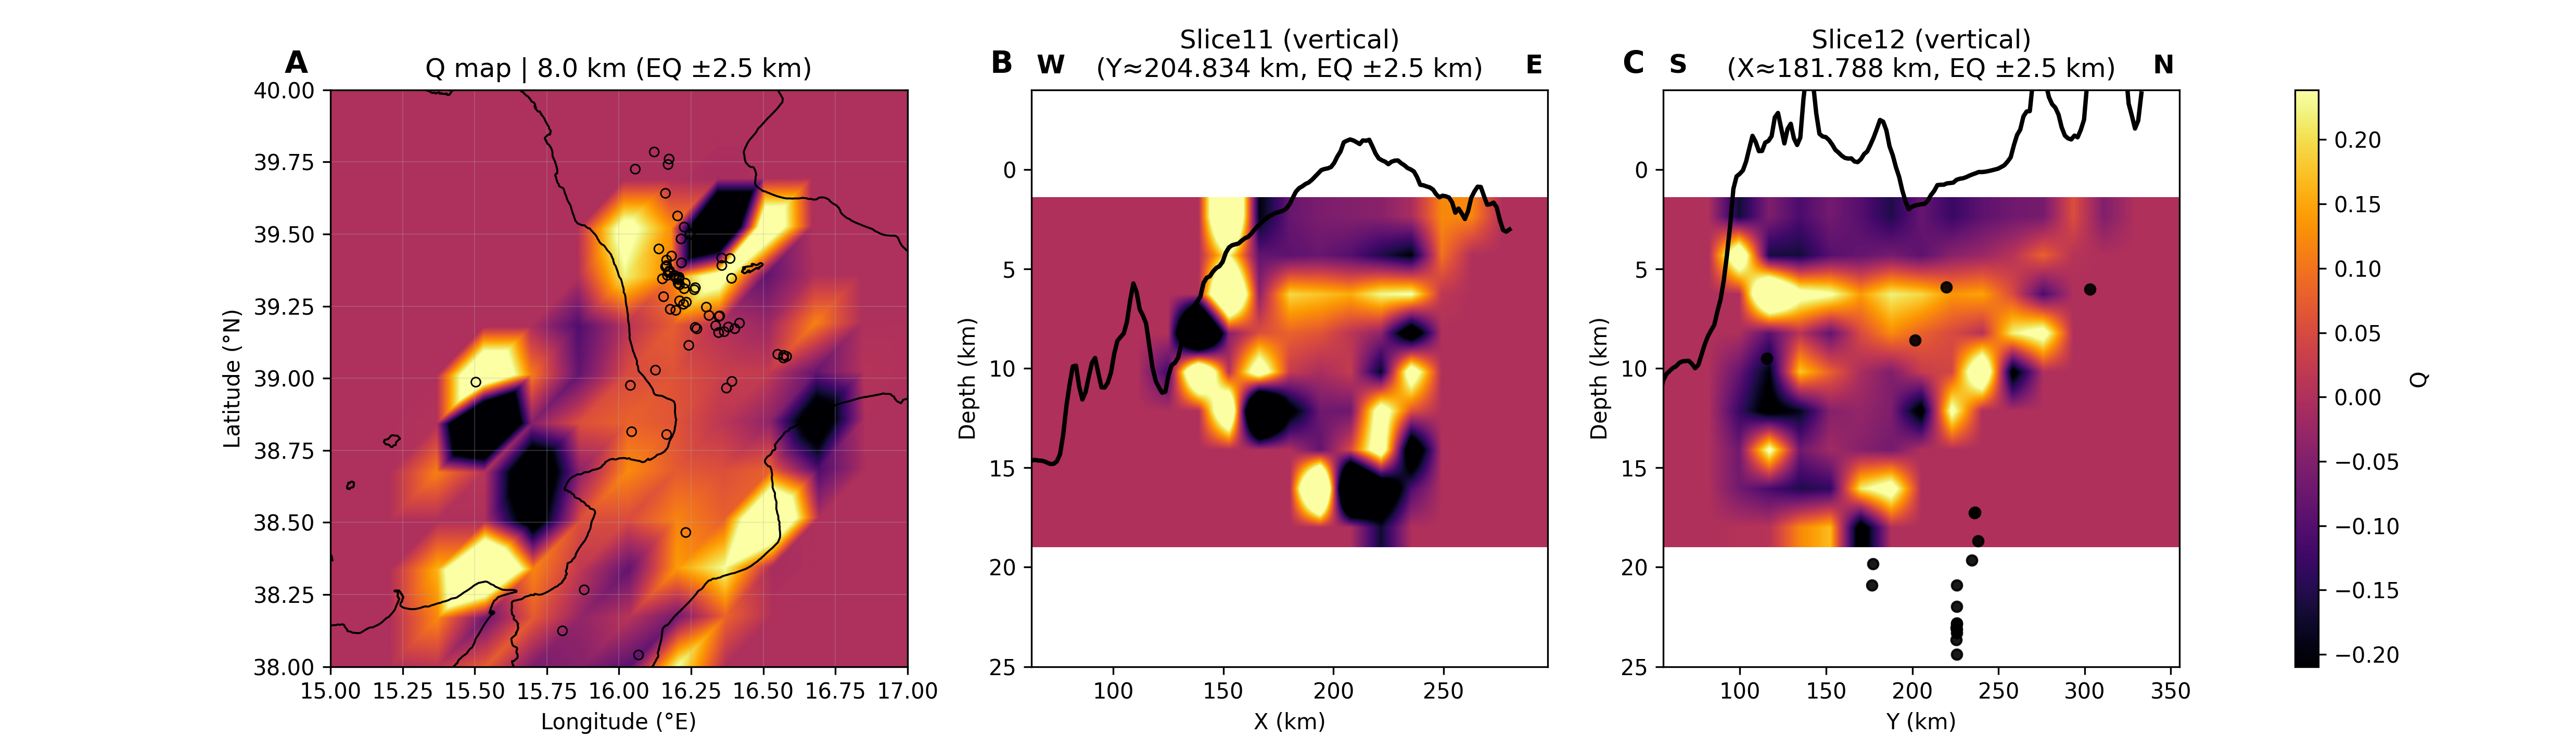 A
Q map | 8.0 km (EQ ±2.5 km)
40.00
39.75
39.50
39.25
39.00
38.75
38.50
38.25
38.00
Latitude (°N)
15.00 15.25 15.50 15.75 16.00 16.25 16.50 16.75 17.00
Longitude (°E)
B W
Slice11 (vertical)
(Y≈204.834 km, EQ ±2.5 km)
E
0
5
10
15
20
25
Depth (km)
100 150 200 250
X (km)
C S
Slice12 (vertical)
(X≈181.788 km, EQ ±2.5 km)
N
0
5
10
15
20
25
Depth (km)
100 150 200 250 300 350
Y (km)
0.20
0.15
0.10
0.05
0.00
−0.05
−0.10
−0.15
−0.20
Q